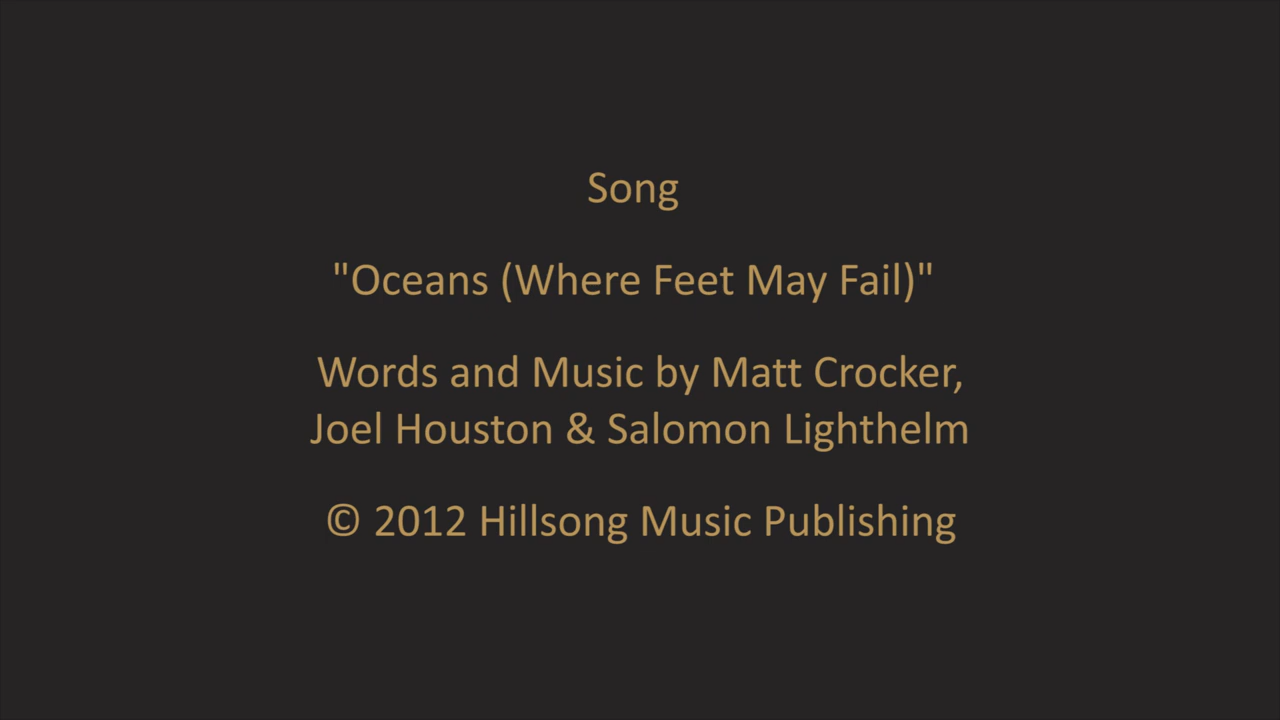 Song
"Oceans (Where Feet May Fail)"
Words and Music by Matt Crocker,
Joel Houston & Salomon Lighthelm
© 2012 Hillsong Music Publishing